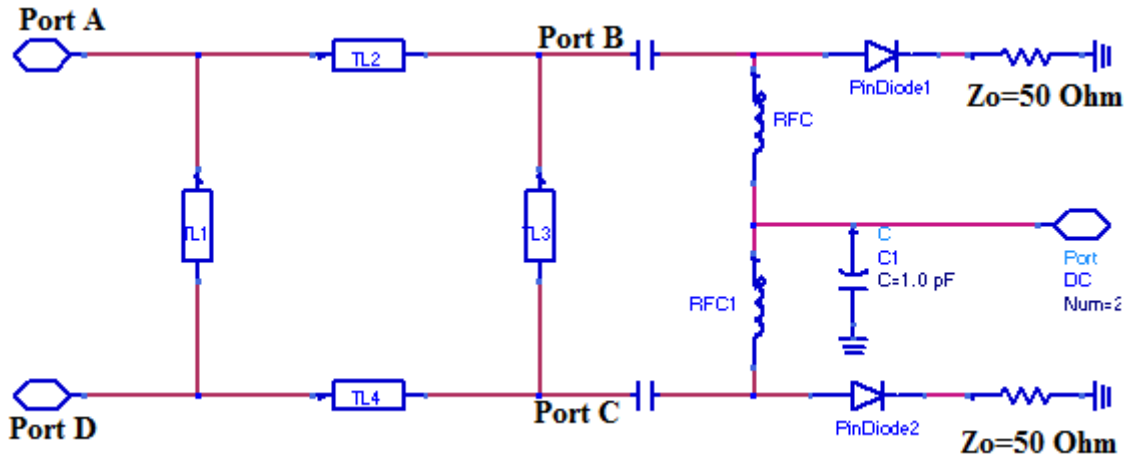 Port A
TL2
Port B
PinDiode1
Zo=50 Ohm
RFC
TL1
TL3
C
C1
C=1.0 pF
Port
DC
Num=2
RFC1
Port D
TL4
Port C
PinDiode2
Zo=50 Ohm